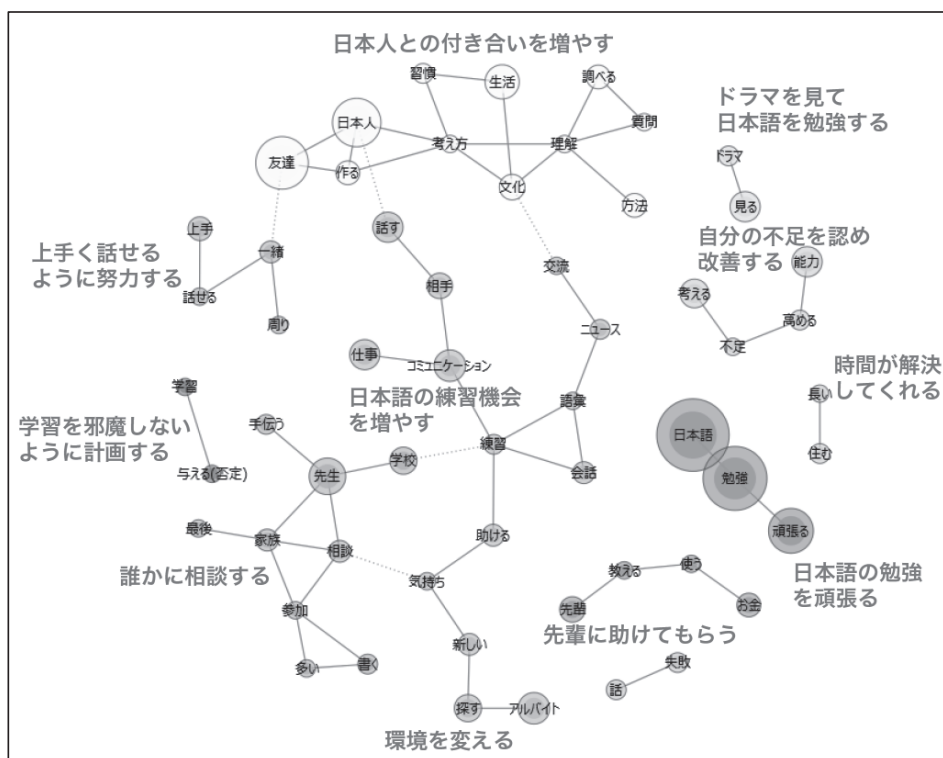 日本人との付き合いを増やす
習慣
生活
調べる
質問
日本人
考え方
理解
友達
作る
文化
方法
ドラマを見て
日本語を勉強する
ドラマ
見る
話す
上手
一緒
話せる
周り
上手く話せる
ように努力する
相手
交流
ニュース
自分の不足を認め
改善する
能力
考える
高める
不足
仕事
コミュニケーション
日本語の練習機会
を増やす
語彙
練習
会話
学校
時間が解決
してくれる
長い
住む
学習
与える(否定)
学習を邪魔しない
ように計画する
手伝う
先生
日本語
勉強
頑張る
日本語の勉強
を頑張る
最後
家族
相談
誰かに相談する
参加
多い
書く
助ける
気持ち
新しい
探す
アルバイト
環境を変える
教える
使う
先輩
お金
先輩に助けてもらう
失敗
話